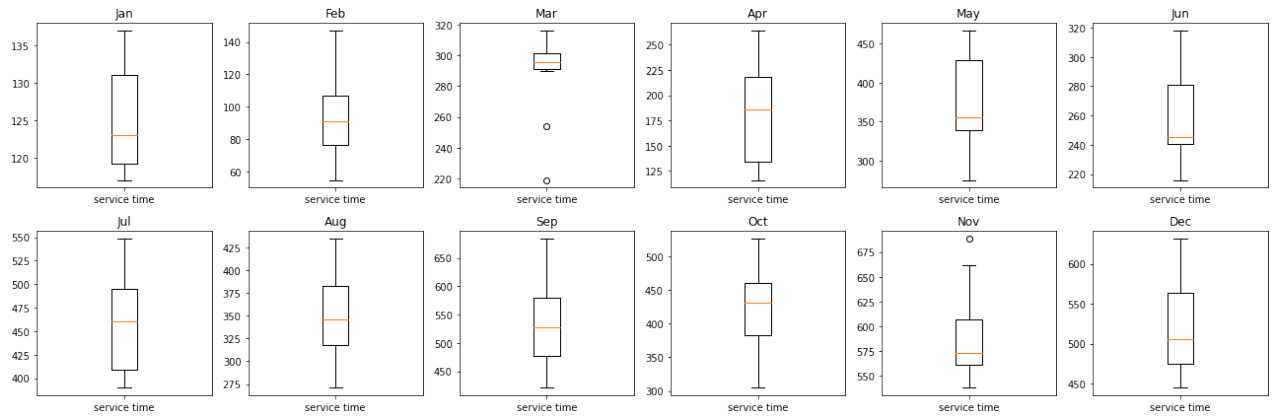 Jan Feb Mar Apr May Jun
135 140 320 250 450 320
130 120 300 225 400 300
125 100 280 200 350 280
120 80 260 175 300 260
60 240 150 240
220 125 220
service time service time service time service time service time service time
Jul Aug Sep Oct Nov Dec
550 425 650 500 675 600
525 400 600 450 650 550
500 375 550 400 625 500
475 350 500 350 600 450
450 325 450 300 575
425 300 550
400 275
service time service time service time service time service time service time